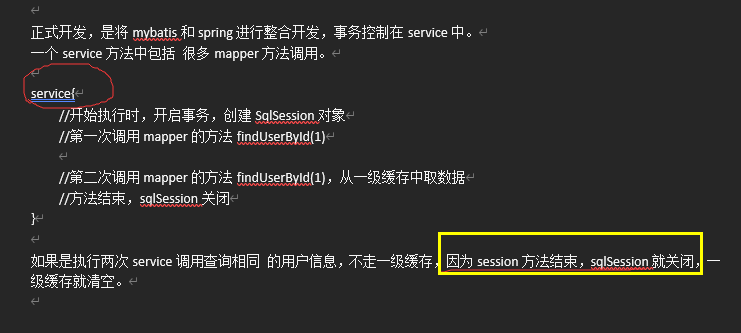 正式开发，是将 mybatis 和 spring 进行整合开发，事务控制在 service 中。
一个 service 方法中包括 很多 mapper 方法调用。
service{
//开始执行时，开启事务，创建 SqlSession 对象
//第一次调用 mapper 的方法 findUserById(1)
//第二次调用 mapper 的方法 findUserById(1)，从一级缓存中取数据
//方法结束，sqlSession 关闭
}
如果是执行两次 service 调用查询相同 的用户信息，不走一级缓存，因为 session 方法结束，sqlSession 就关闭，一
级缓存就清空。